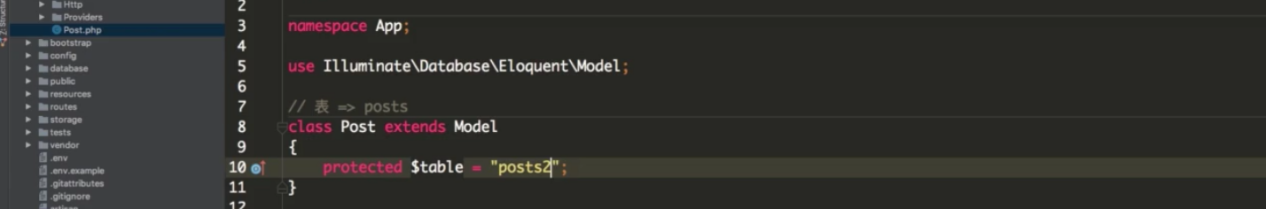 Http
Providers
Post.php
bootstrap
config
database
public
resources
routes
storage
tests
vendor
.env
.env.example
.gitattributes
.gitignore
Z: Structure
2
3 namespace App;
4
5 use Illuminate\Database\Eloquent\Model;
6
7 // 表 => posts
8 class Post extends Model
9 {
10 protected $table = "posts2";
11 }
12